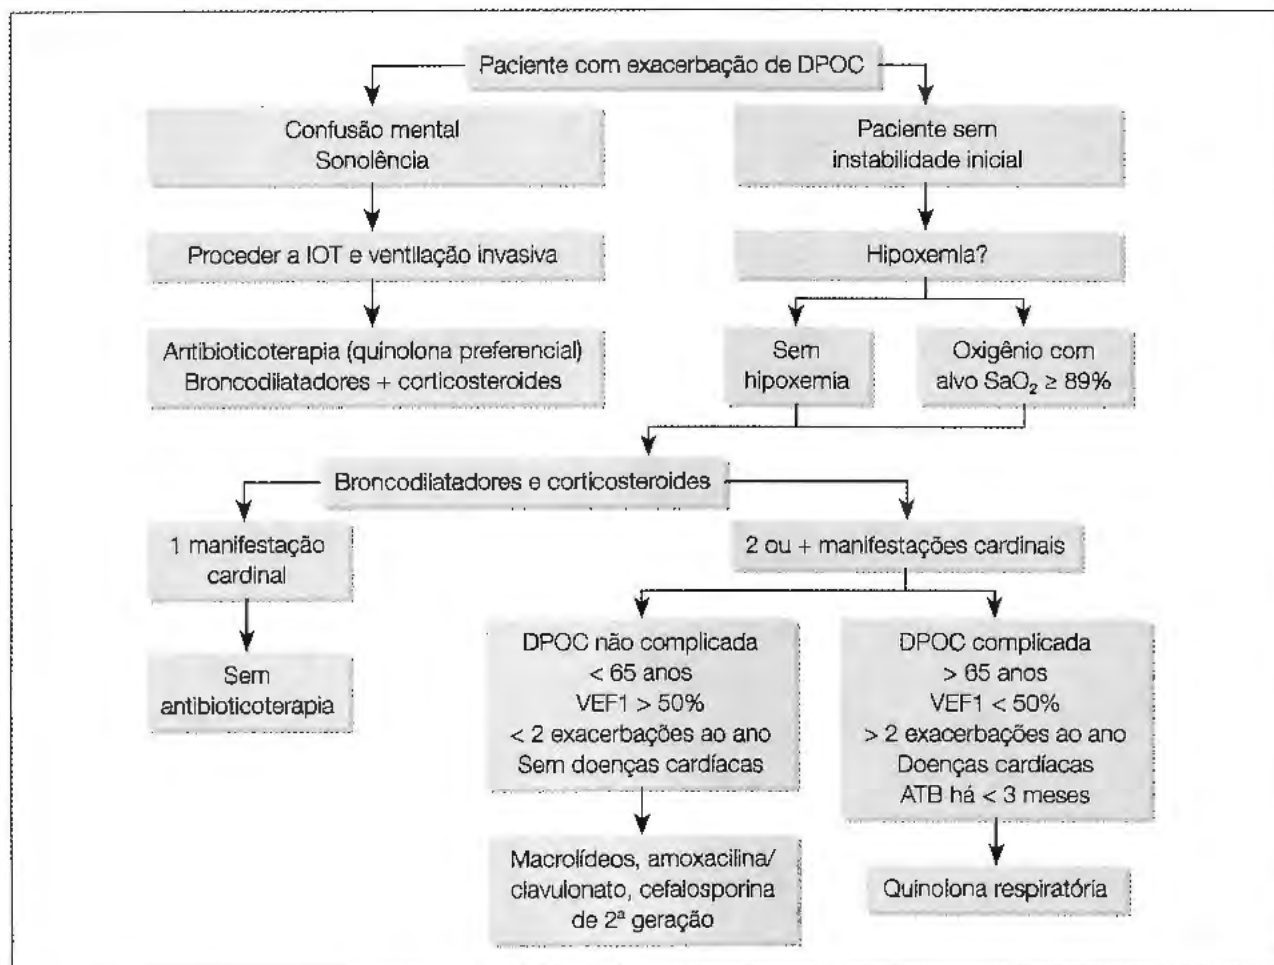 Paciente com exacerbação de DPOC
Confusão mental
Sonolência
Paciente sem
instabilidade inicial
Proceder a IOT e ventilação invasiva
Hipoxemia?
Antibioticoterapia (quinolona preferencial)
Broncodilatadores + corticosteroides
Sem
hipoxemia
Oxigênio com
alvo SaO₂ ≥ 89%
Broncodilatadores e corticosteroides
1 manifestação
cardinal
2 ou + manifestações cardinais
Sem
antibioticoterapia
DPOC não complicada
< 65 anos
VEF1 > 50%
< 2 exacerbações ao ano
Sem doenças cardíacas
DPOC complicada
> 65 anos
VEF1 < 50%
> 2 exacerbações ao ano
Doenças cardíacas
ATB há < 3 meses
Macrolídeos, amoxacilina/
clavulonato, cefalosporina
de 2ª geração
Quinolona respiratória